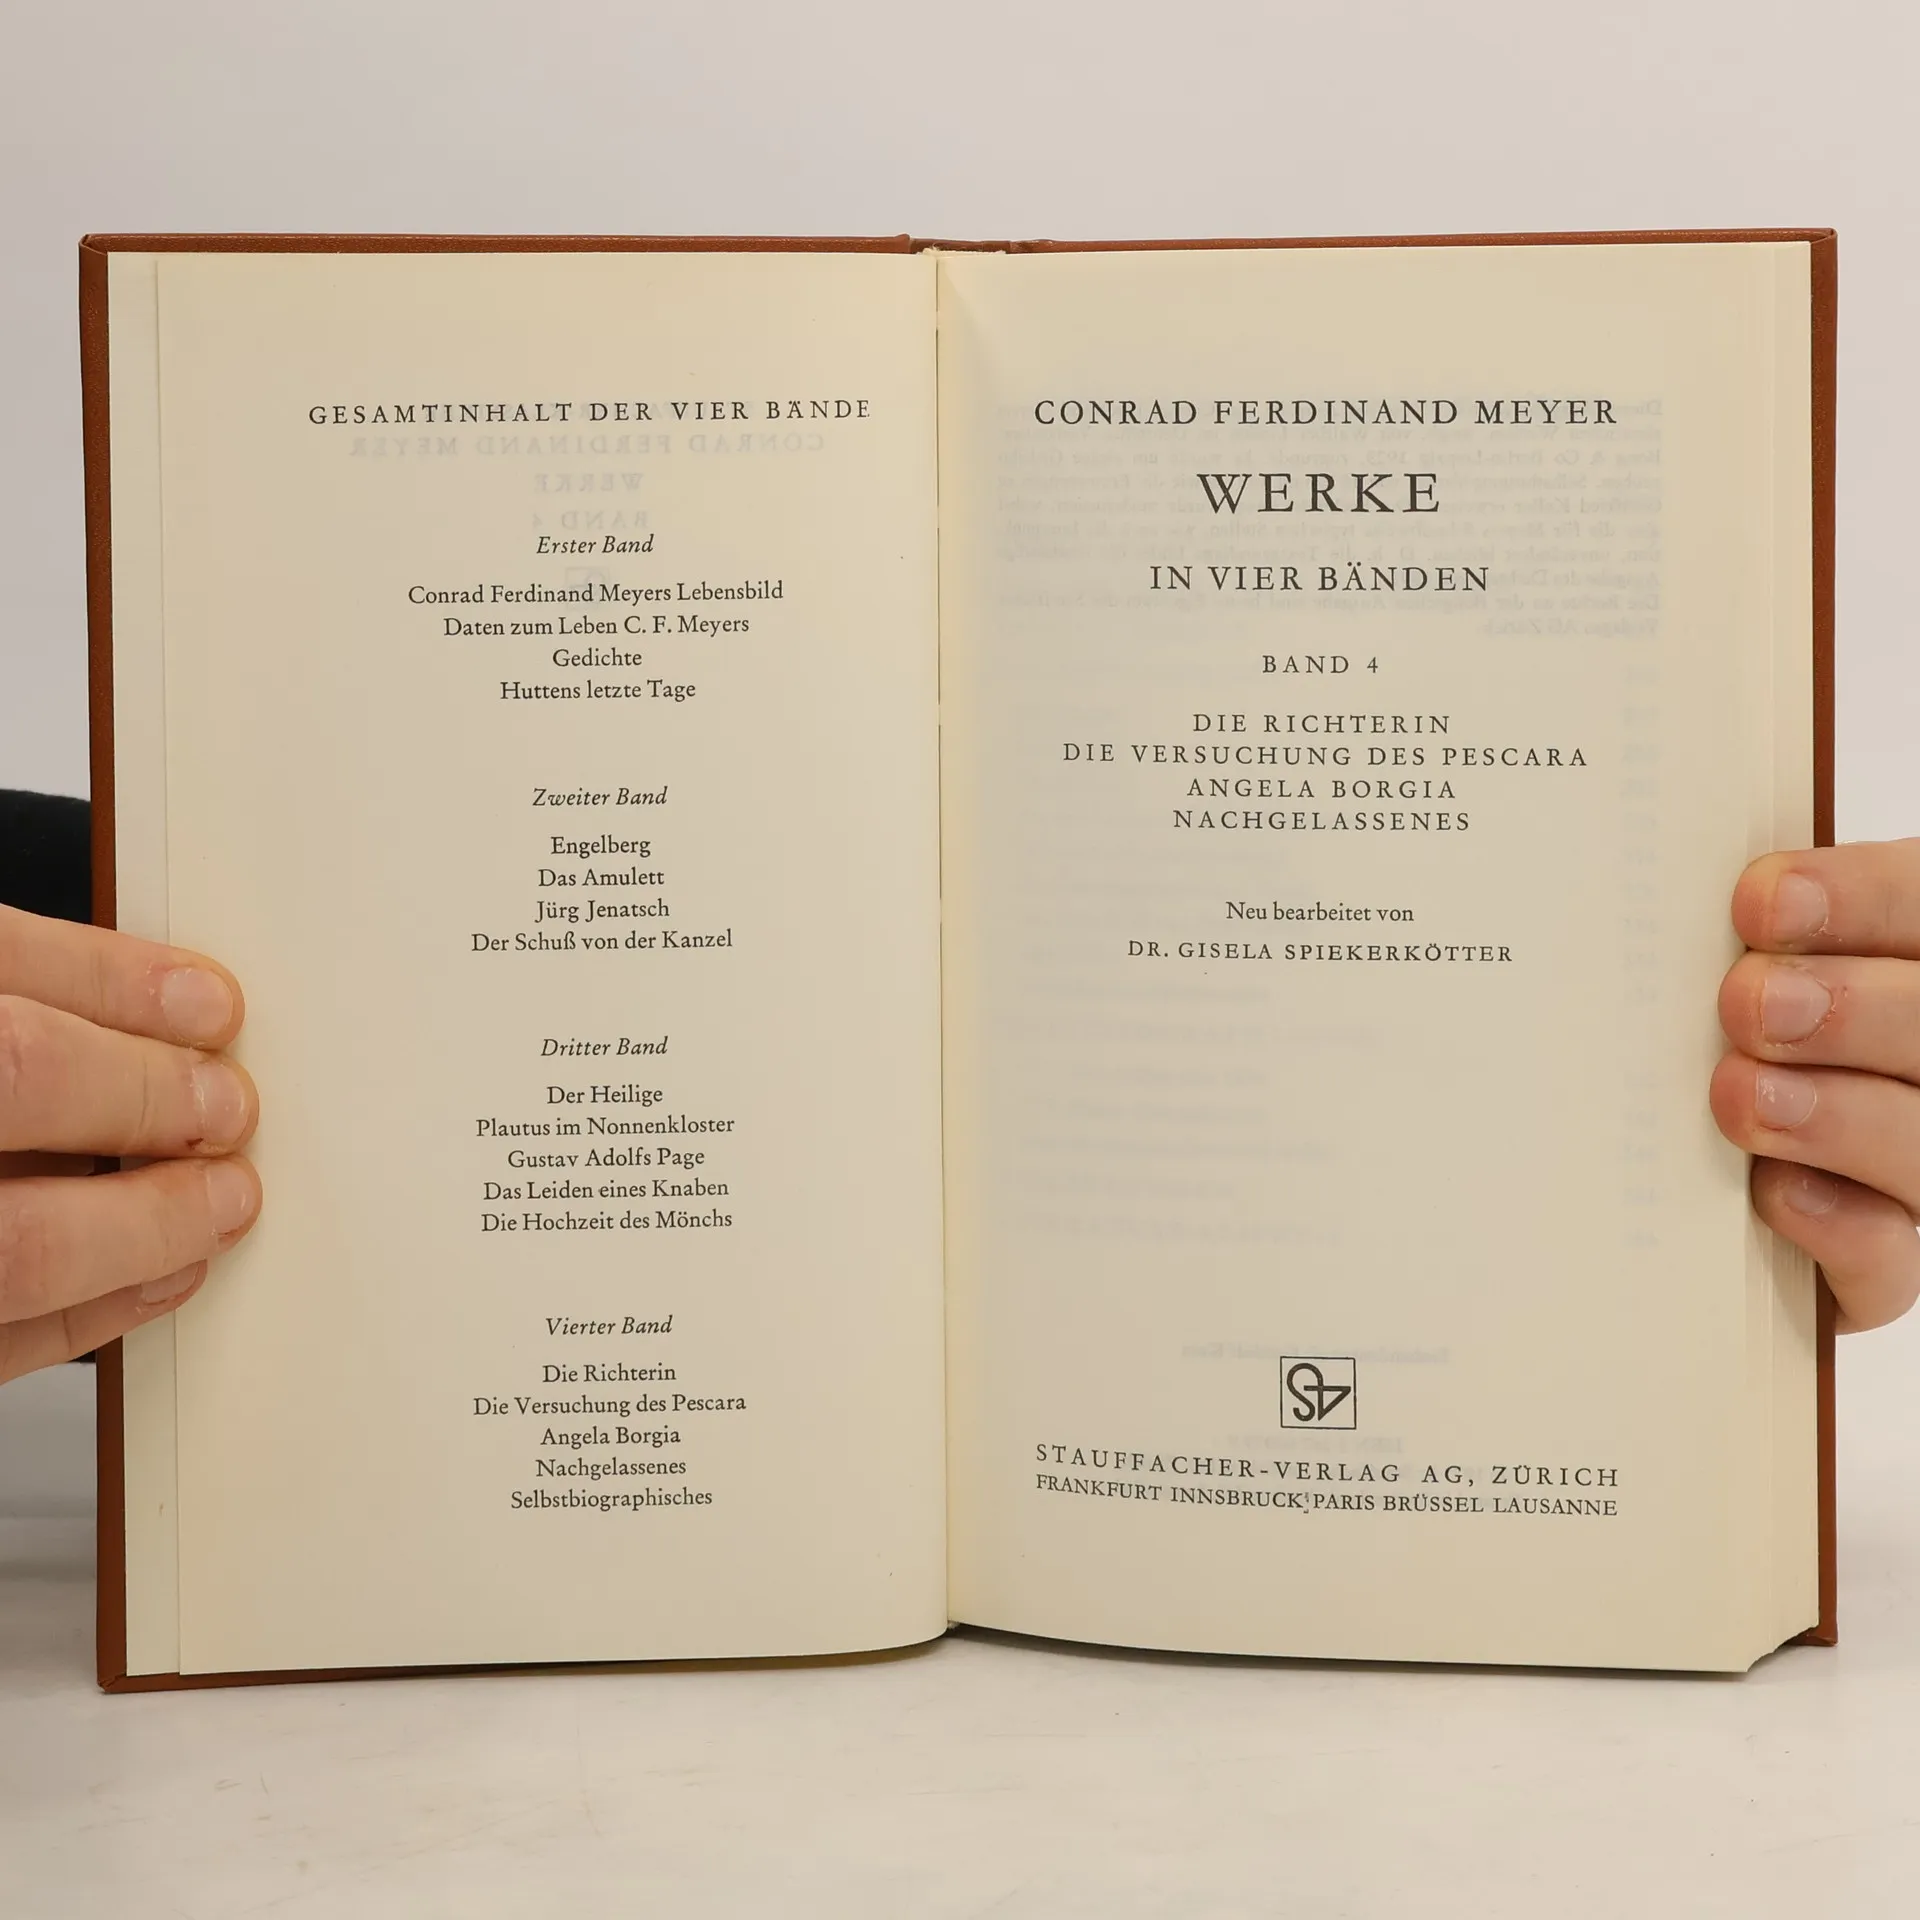 GESAMTINHALT DER VIER BÄNDE
Erster Band
Conrad Ferdinand Meyers Lebensbild
Daten zum Leben C. F. Meyers
Gedichte
Huttens letzte Tage
Zweiter Band
Engelberg
Das Amulett
Jürg Jenatsch
Der Schuß von der Kanzel
Dritter Band
Der Heilige
Plautus im Nonnenkloster
Gustav Adolfs Page
Das Leiden eines Knaben
Die Hochzeit des Mönchs
Vierter Band
Die Richterin
Die Versuchung des Pescara
Angela Borgia
Nachgelassenes
Selbstbiographisches
CONRAD FERDINAND MEYER
WERKE
IN VIER BÄNDEN
BAND 4
DIE RICHTERIN
DIE VERSUCHUNG DES PESCARA
ANGELA BORGIA
NACHGELASSENES
Neu bearbeitet von
DR. GISELA SPIEKERKÖTTER
STAUFFACHER-VERLAG AG, ZÜRICH
FRANKFURT INNSBRUCK PARIS BRÜSSEL LAUSANNE